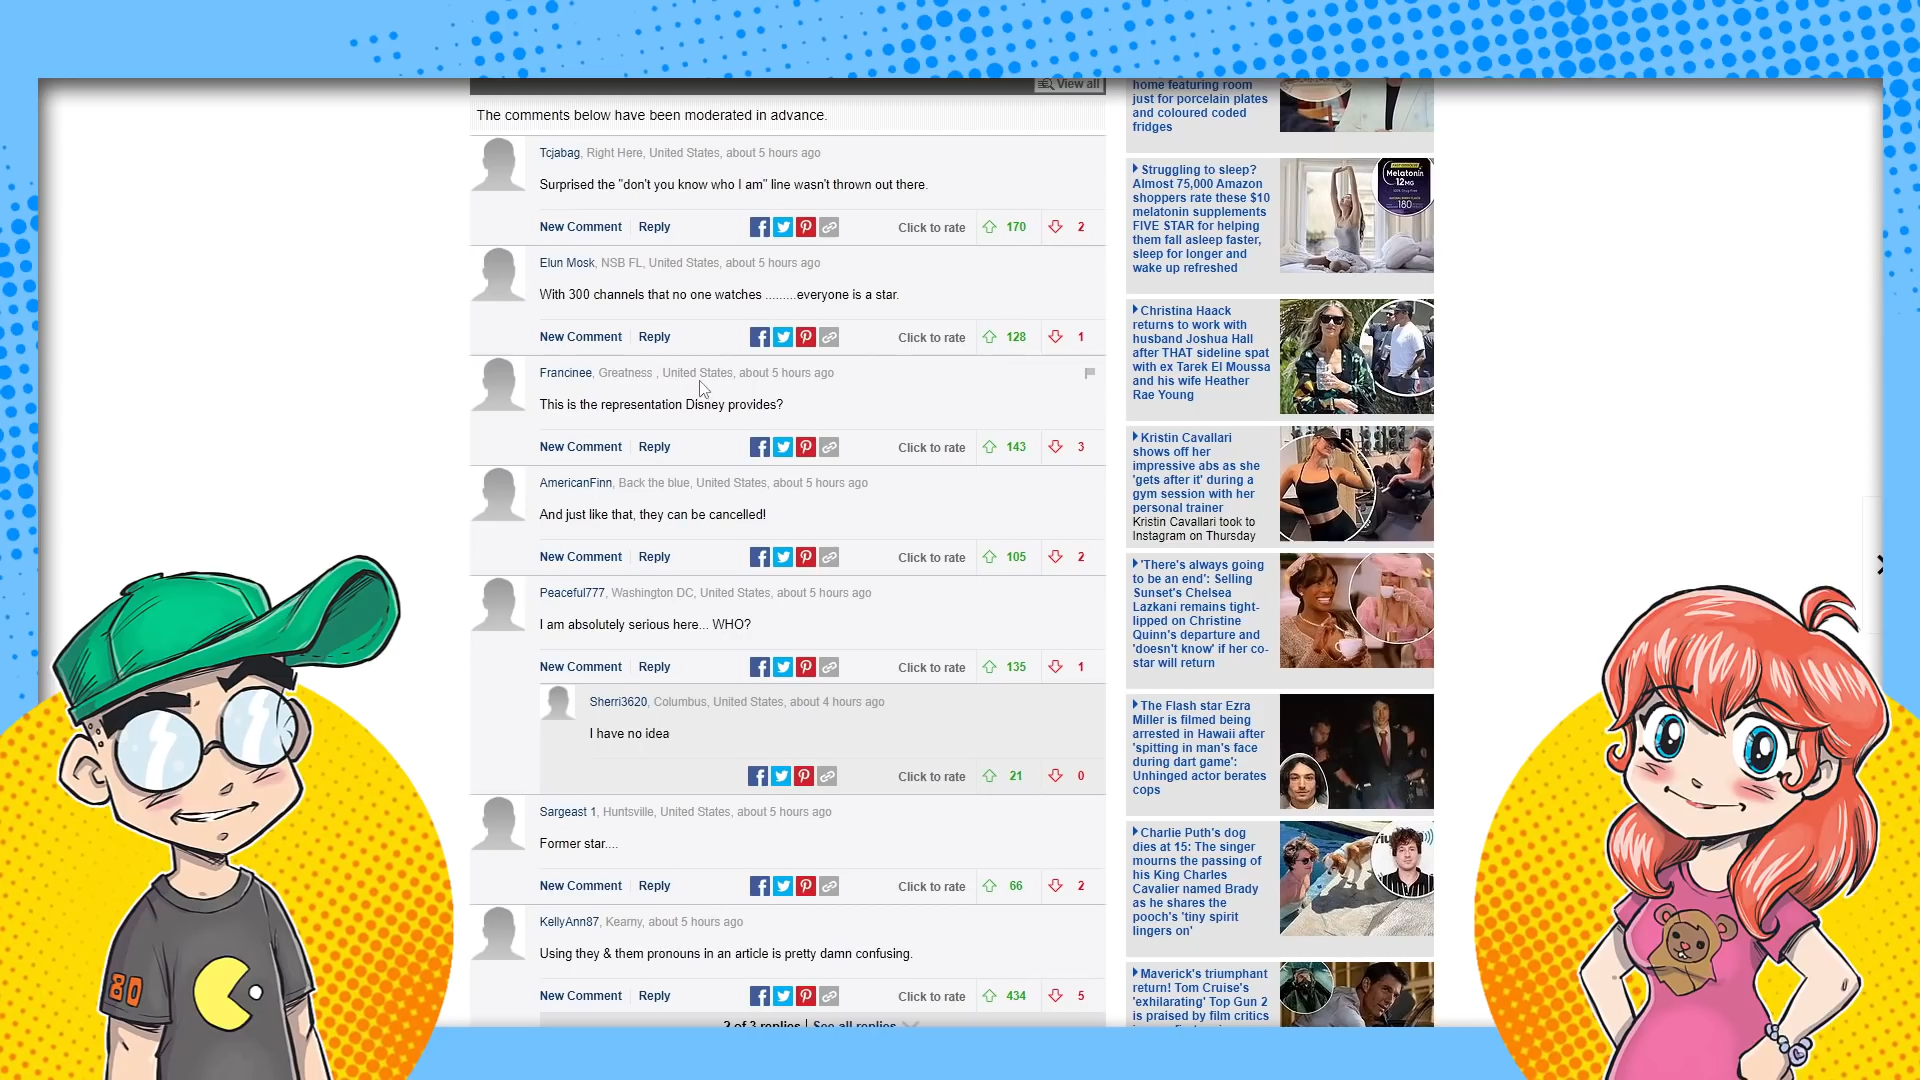 View all
The comments below have been moderated in advance.
Tcjabag, Right Here, United States, about 5 hours ago
Surprised the "don't you know who I am" line wasn't thrown out there.
New Comment Reply Click to rate 170 2
Elun Mosk, NSB FL, United States, about 5 hours ago
With 300 channels that no one watches .........everyone is a star.
New Comment Reply Click to rate 128 1
Francinee, Greatness , United States, about 5 hours ago
This is the representation Disney provides?
New Comment Reply Click to rate 143 3
AmericanFinn, Back the blue, United States, about 5 hours ago
And just like that, they can be cancelled!
New Comment Reply Click to rate 105 2
Peaceful777, Washington DC, United States, about 5 hours ago
I am absolutely serious here... WHO?
New Comment Reply Click to rate 135 1
Sherri3620, Columbus, United States, about 4 hours ago
I have no idea
Click to rate 21 0
Sargeast 1, Huntsville, United States, about 5 hours ago
Former star....
New Comment Reply Click to rate 66 2
KellyAnn87, Kearny, about 5 hours ago
Using they & them pronouns in an article is pretty damn confusing.
New Comment Reply Click to rate 434 5
2 of 3 replies | See all replies
home featuring room
just for porcelain plates
and coloured coded
fridges
Struggling to sleep?
Almost 75,000 Amazon
shoppers rate these $10
melatonin supplements
FIVE STAR for helping
them fall asleep faster,
sleep for longer and
wake up refreshed
Melatonin
12MG
180
Christina Haack
returns to work with
husband Joshua Hall
after THAT sideline spat
with ex Tarek El Moussa
and his wife Heather
Rae Young
Kristin Cavallari
shows off her
impressive abs as she
'gets after it' during a
gym session with her
personal trainer
Kristin Cavallari took to
Instagram on Thursday
'There's always going
to be an end': Selling
Sunset's Chelsea
Lazkani remains tight-
lipped on Christine
Quinn's departure and
'doesn't know' if her co-
star will return
The Flash star Ezra
Miller is filmed being
arrested in Hawaii after
'spitting in man's face
during dart game':
Unhinged actor berates
cops
Charlie Puth's dog
dies at 15: The singer
mourns the passing of
his King Charles
Cavalier named Brady
as he shares the
pooch's 'tiny spirit
lingers on'
Maverick's triumphant
return! Tom Cruise's
'exhilarating' Top Gun 2
is praised by film critics
80